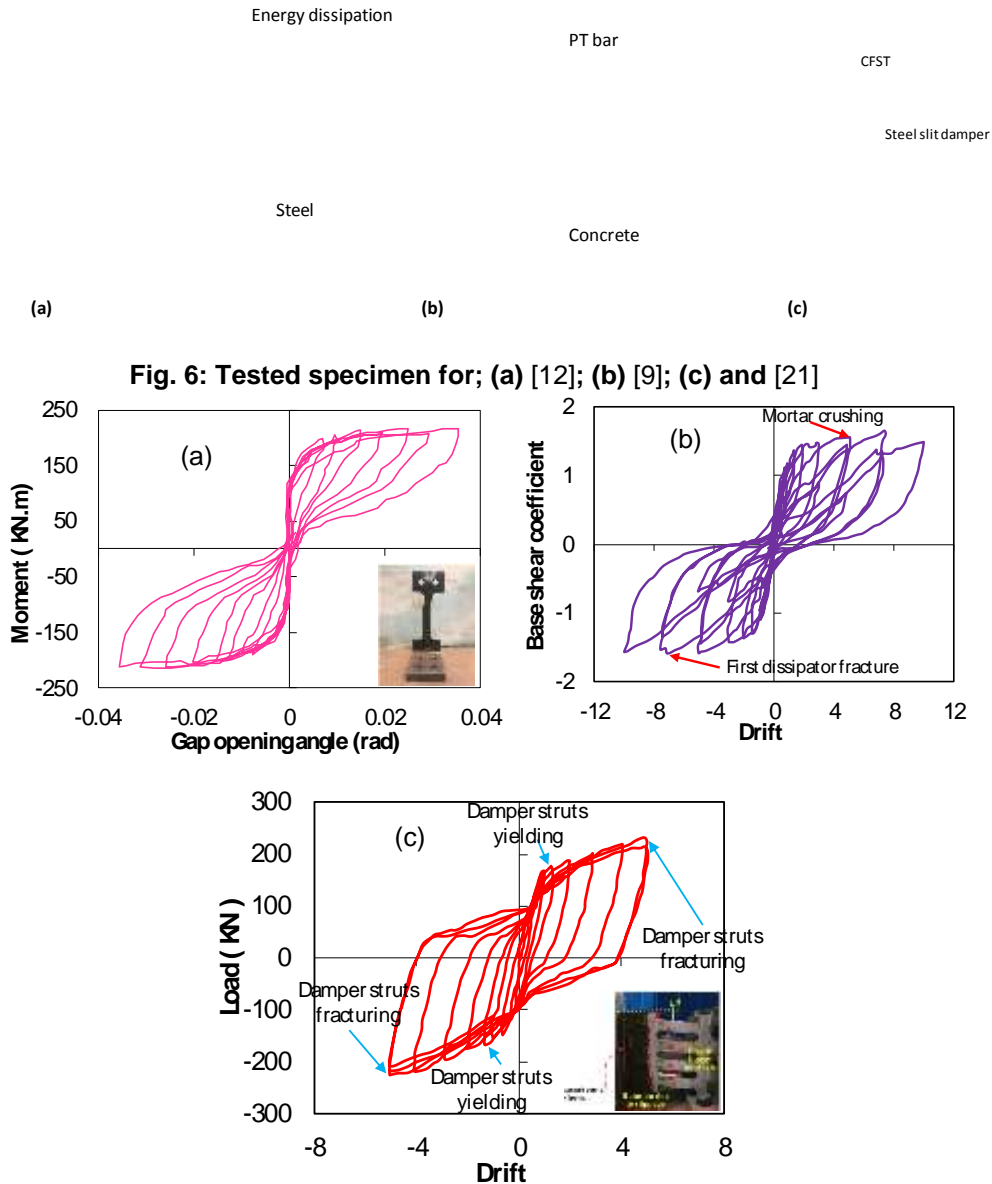 Energy dissipation
PT bar
CFST
Steel slit damper
Steel
Concrete
(a)
(b)
(c)
Fig. 6: Tested specimen for; (a) [12]; (b) [9]; (c) and [21]
250
150
50
-50
-150
-250
-0.04
-0.02
0
0.02
0.04
Moment ( KN.m)
Gap opening angle (rad)
(a)
2
1
0
-1
-2
-12
-8
-4
0
4
8
12
Base shear coefficient
Drift
(b)
Mortar crushing
First dissipator fracture
300
200
100
0
-100
-200
-300
-8
-4
0
4
8
Load ( KN )
Drift
(c)
Damper struts
yielding
Damper struts
fracturing
Damper struts
fracturing
Damper struts
yielding